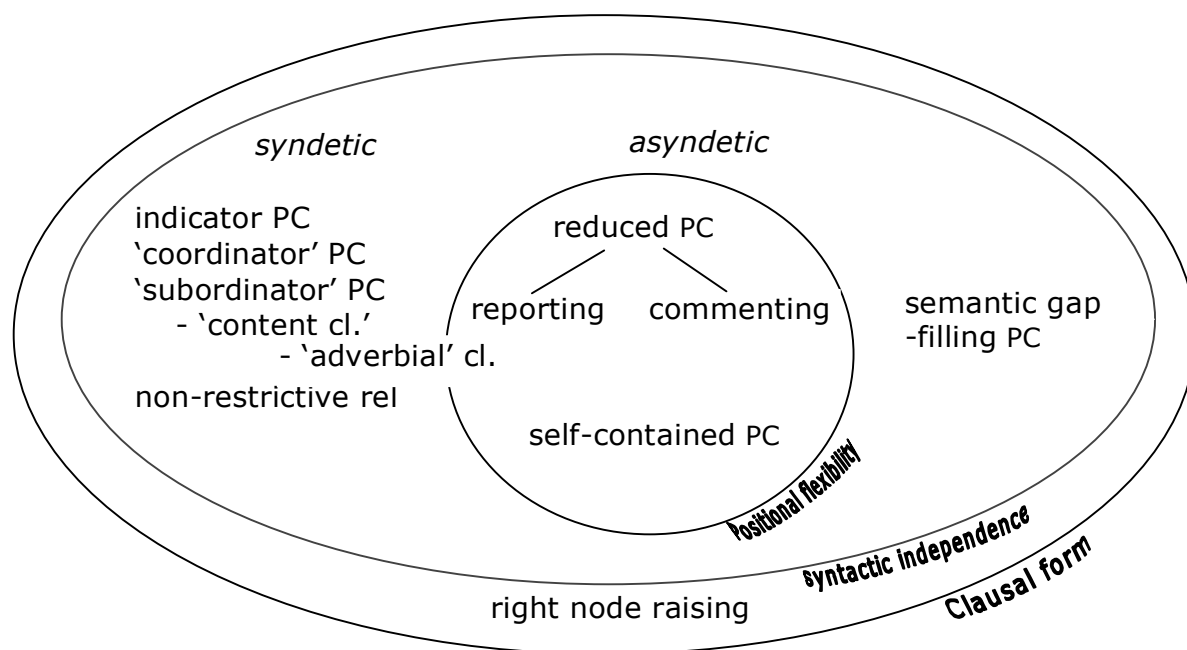 syndetic
asyndetic
indicator PC
‘coordinator’ PC
‘subordinator’ PC
- ‘content cl.’
- ‘adverbial’ cl.
non-restrictive rel
reduced PC
reporting
commenting
self-contained PC
semantic gap
-filling PC
Positional flexibility
syntactic independence
Clausal form
right node raising